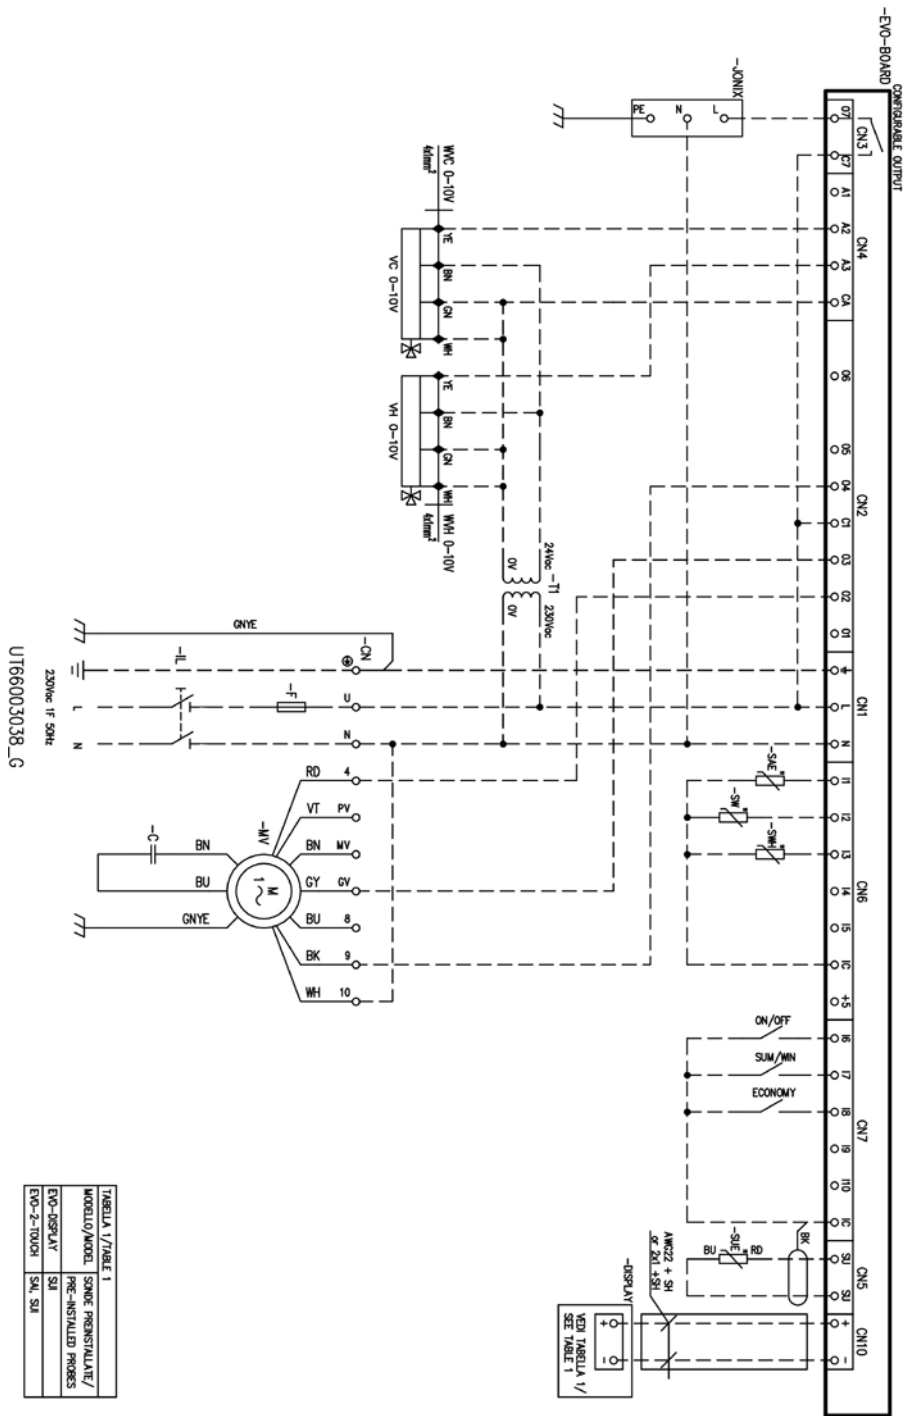 -EVO-BOARD
CONFIGURABLE OUTPUT
CN3
O7
C7
CN4
A1
A2
A3
CA
CN2
O6
O5
O4
C1
O3
O2
O1
CN1
L
N
CN6
I1
I2
I3
I4
I5
IC
+5
CN7
I6
I7
I8
I9
I10
IC
CN5
SU
SU
CN10
+
-
-JONIX
PE
N
L
WVC 0-10V
4x1mm²
YE
BN
GN
WH
VC 0-10V
YE
BN
GN
WH
VH 0-10V
WVH 0-10V
4x1mm²
24Vac
0V
-T1
230Vac
0V
GNYE
-CN
-IL
-F
U
N
L
N
230Vac 1F 50Hz
-SAE
-SW
-SWH
RD 4
VT PV
BN MV
GY GV
BU 8
BK 9
WH 10
-MV
M
1~
-C
BN
BU
GNYE
ON/OFF
SUM/WIN
ECONOMY
BK
-SUE
BU
RD
AWG22 + SH
or 2x1 +SH
-DISPLAY
+
-
VEDI TABELLA 1/
SEE TABLE 1
UT66003038_G
TABELLA 1/TABLE 1
MODELLO/MODEL
SONDE PREINSTALLATE/
PRE-INSTALLED PROBES
EVO-DISPLAY
SUI
EVO-2-TOUCH
SAI, SUI